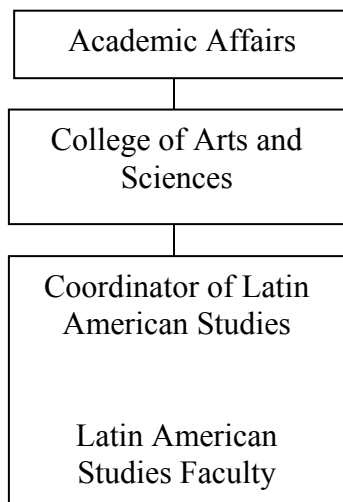 Academic Affairs
College of Arts and
Sciences
Coordinator of Latin
American Studies
Latin American
Studies Faculty